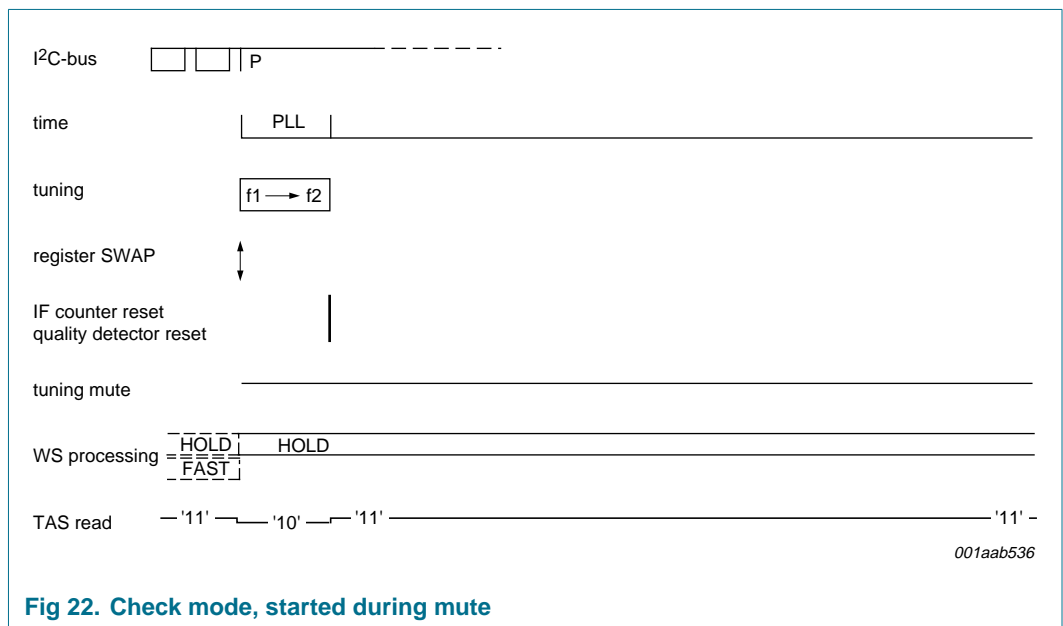 I2C-bus
P
time
PLL
tuning
f1 → f2
register SWAP
IF counter reset
quality detector reset
tuning mute
WS processing
HOLD
HOLD
FAST
TAS read
'11'
'10'
'11'
'11'
001aab536
Fig 22. Check mode, started during mute